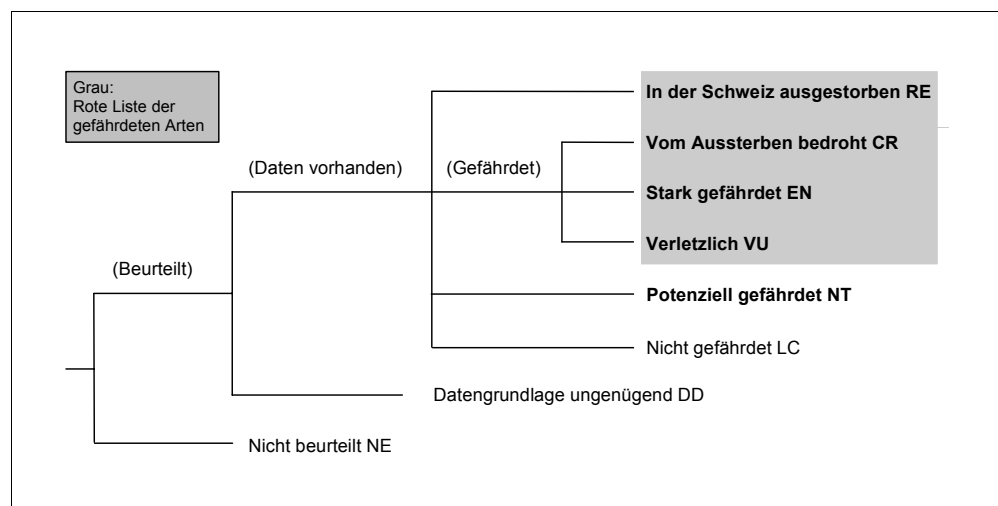 Grau:
Rote Liste der
gefährdeten Arten
In der Schweiz ausgestorben RE
Vom Aussterben bedroht CR
(Daten vorhanden)
(Gefährdet)
Stark gefährdet EN
Verletzlich VU
(Beurteilt)
Potenziell gefährdet NT
Nicht gefährdet LC
Datengrundlage ungenügend DD
Nicht beurteilt NE